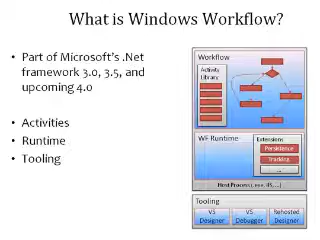 What is Windows Workflow?
• Part of Microsoft's .Net
framework 3.0, 3.5, and
upcoming 4.0
• Activities
• Runtime
• Tooling
Workflow
Activity
Library
WF Runtime
Extensions
Persistence
Tracking
...
Host Process (.exe, IIS, ...)
Tooling
VS
Designer
VS
Debugger
Rehosted
Designer